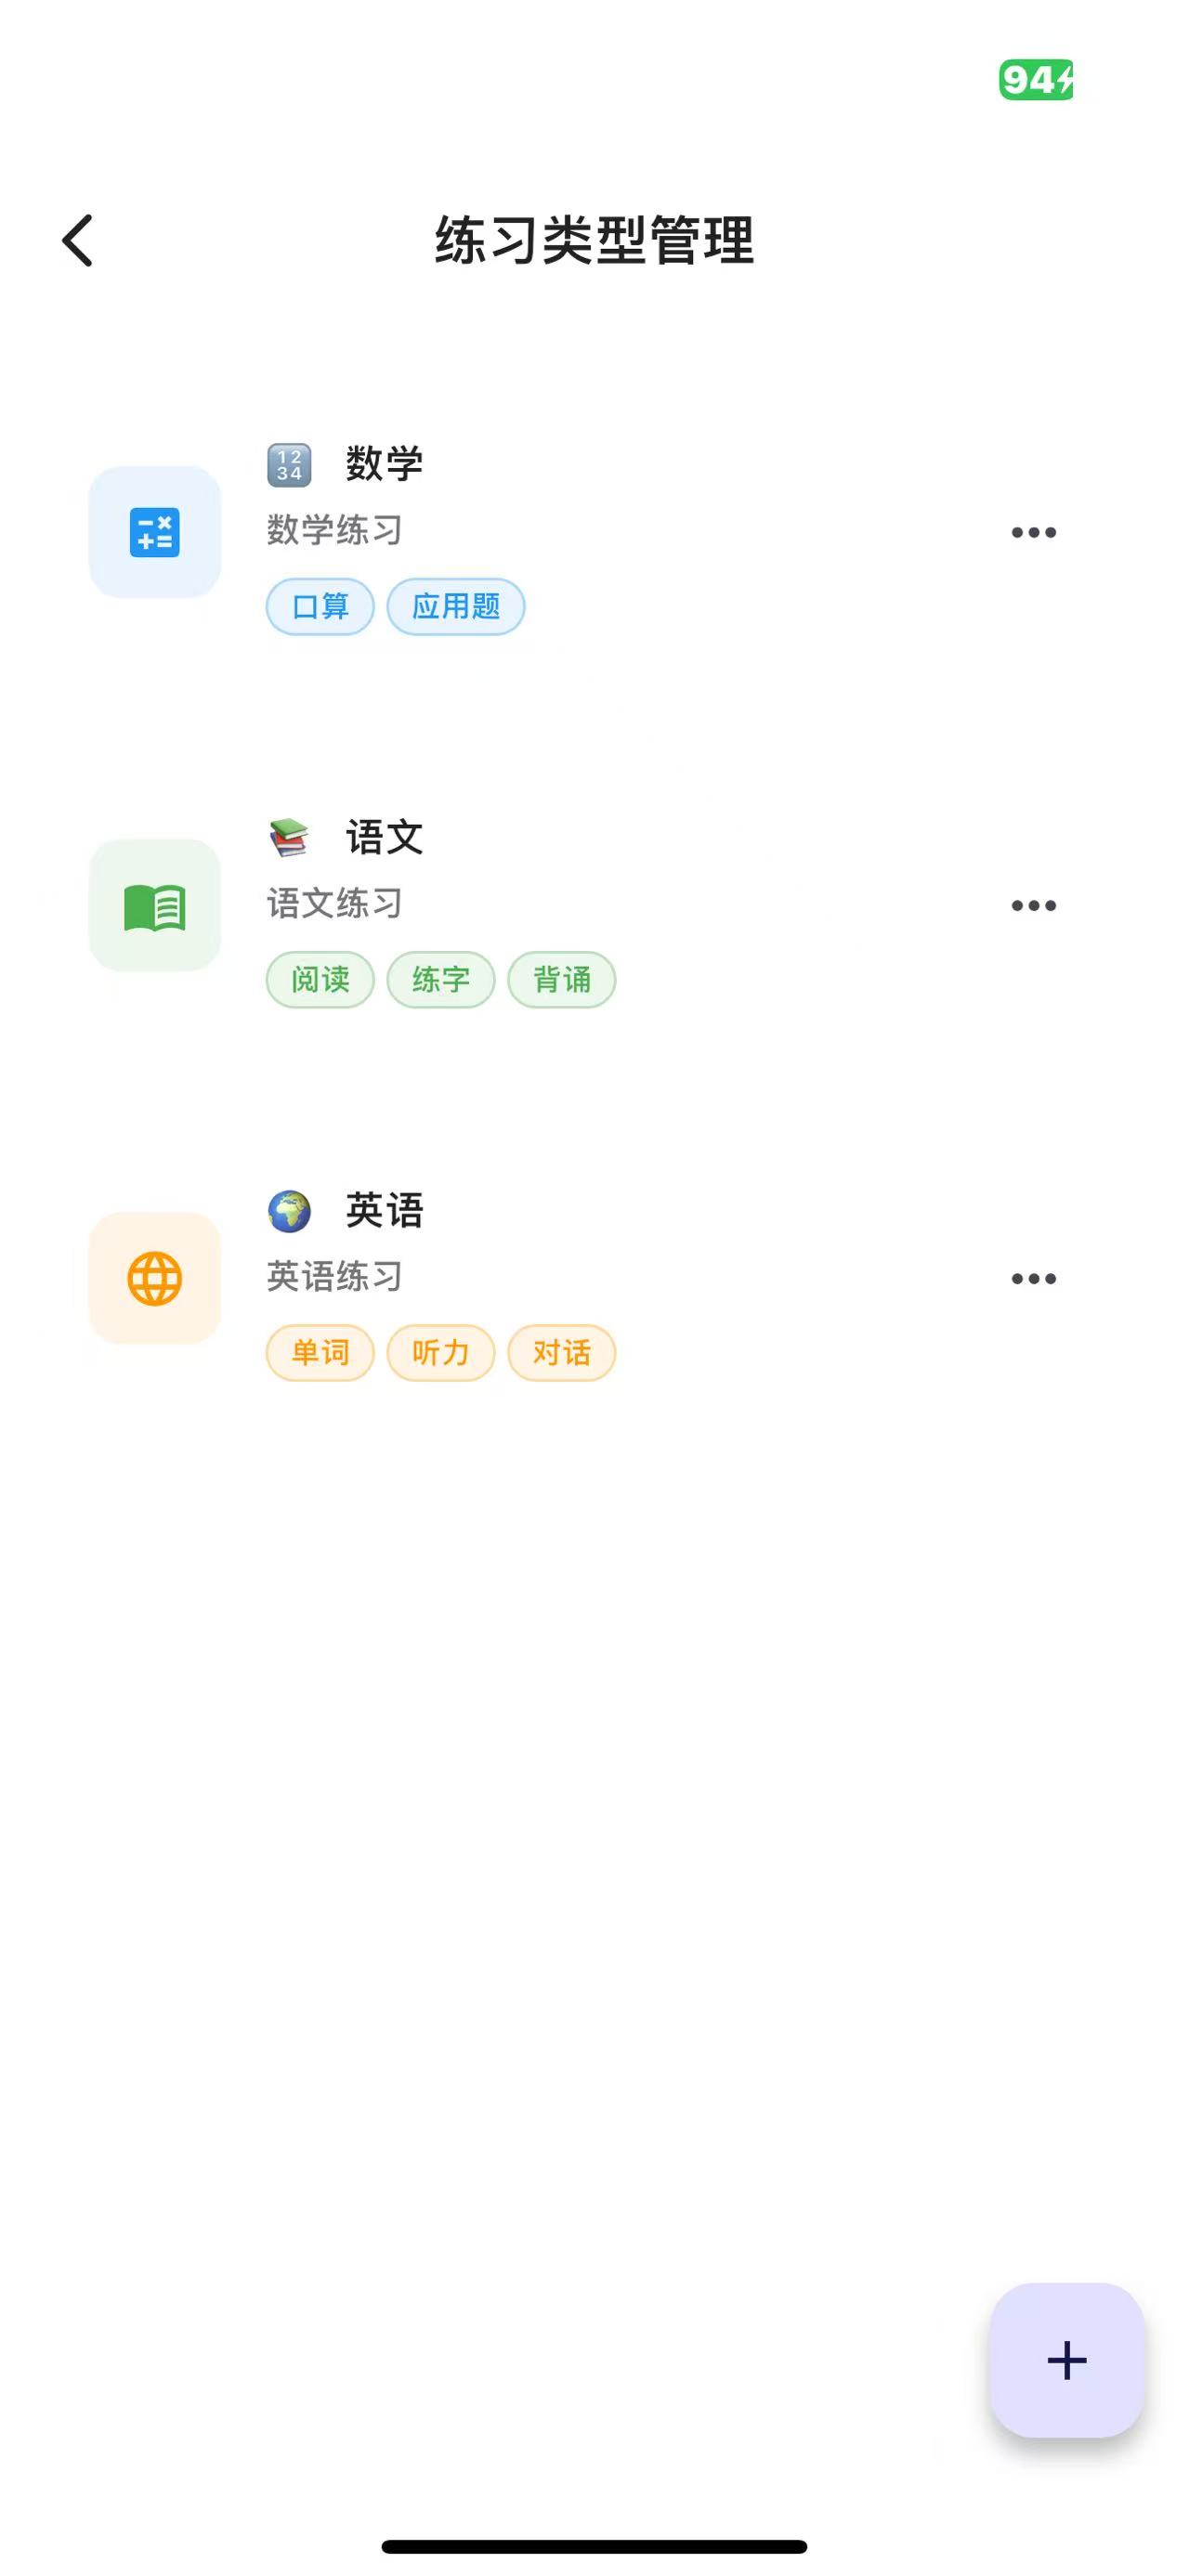 94
练习类型管理
🔢 数学
数学练习
口算 应用题
📚 语文
语文练习
阅读 练字 背诵
🌍 英语
英语练习
单词 听力 对话